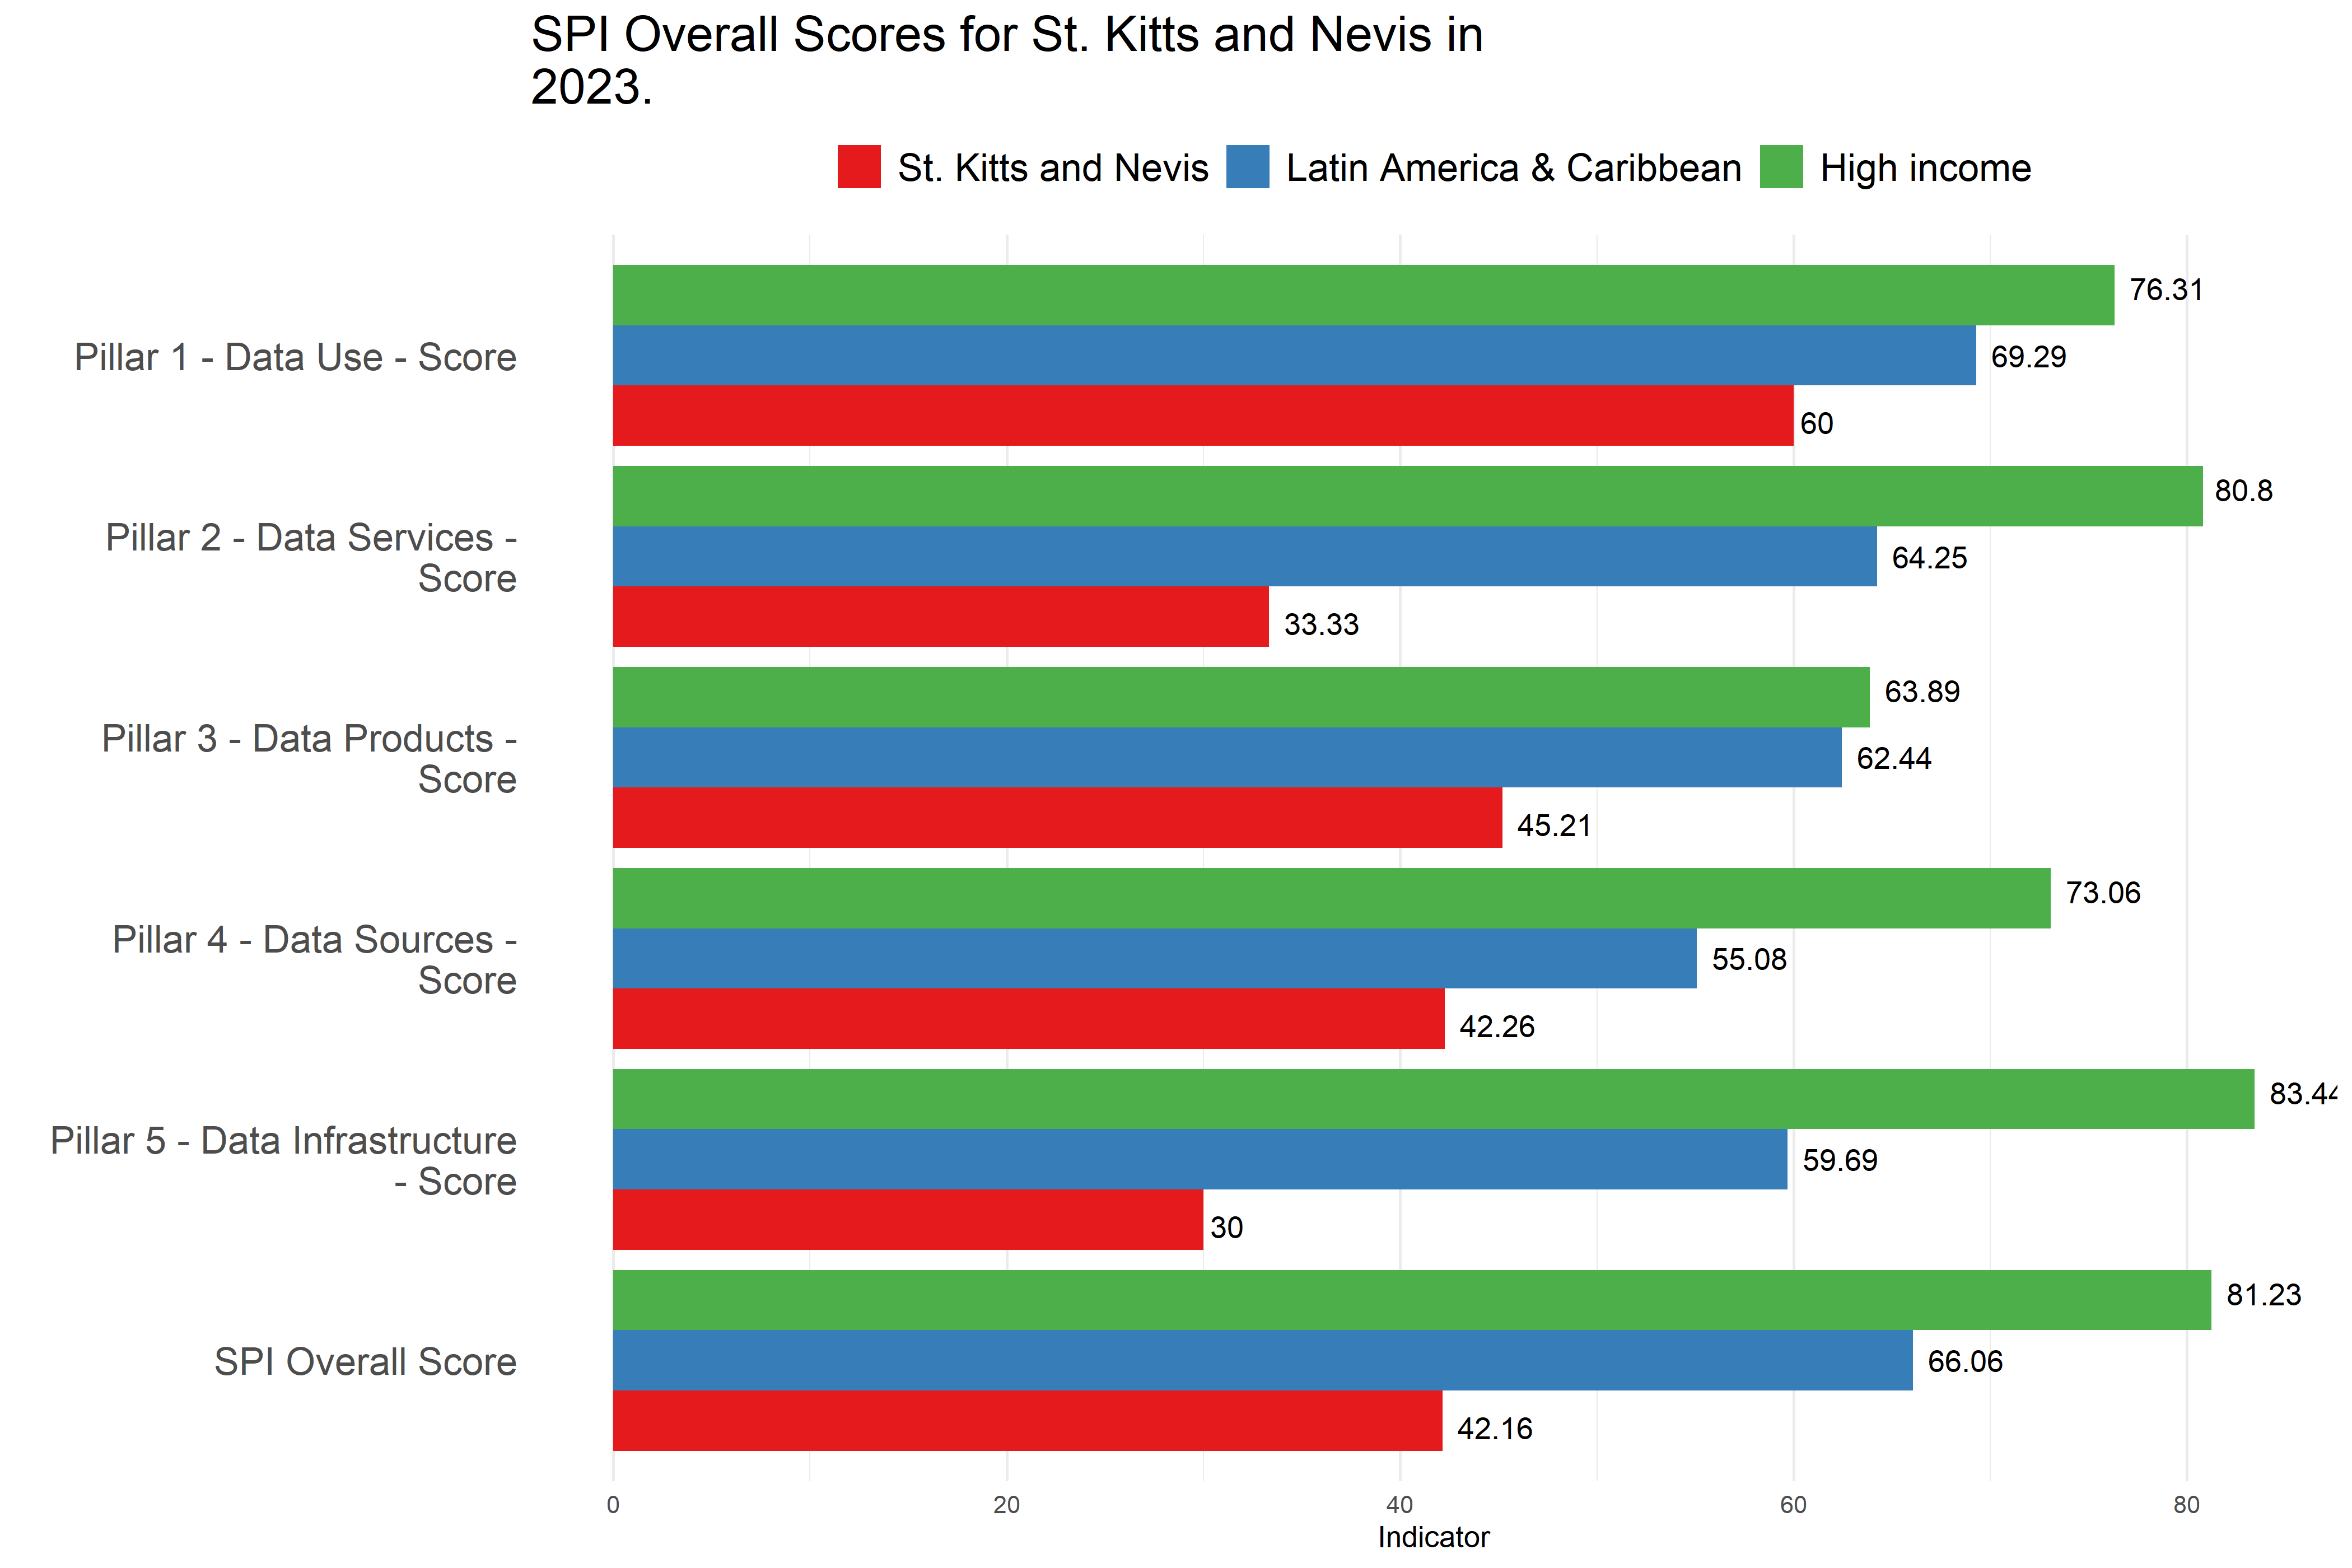 SPI Overall Scores for St. Kitts and Nevis in
2023.
St. Kitts and Nevis Latin America & Caribbean High income
76.31
Pillar 1 - Data Use - Score
69.29
60
80.8
Pillar 2 - Data Services -
Score
64.25
33.33
63.89
Pillar 3 - Data Products -
Score
62.44
45.21
73.06
Pillar 4 - Data Sources -
Score
55.08
42.26
83.44
Pillar 5 - Data Infrastructure
- Score
59.69
30
81.23
SPI Overall Score
66.06
42.16
0 20 40 60 80
Indicator